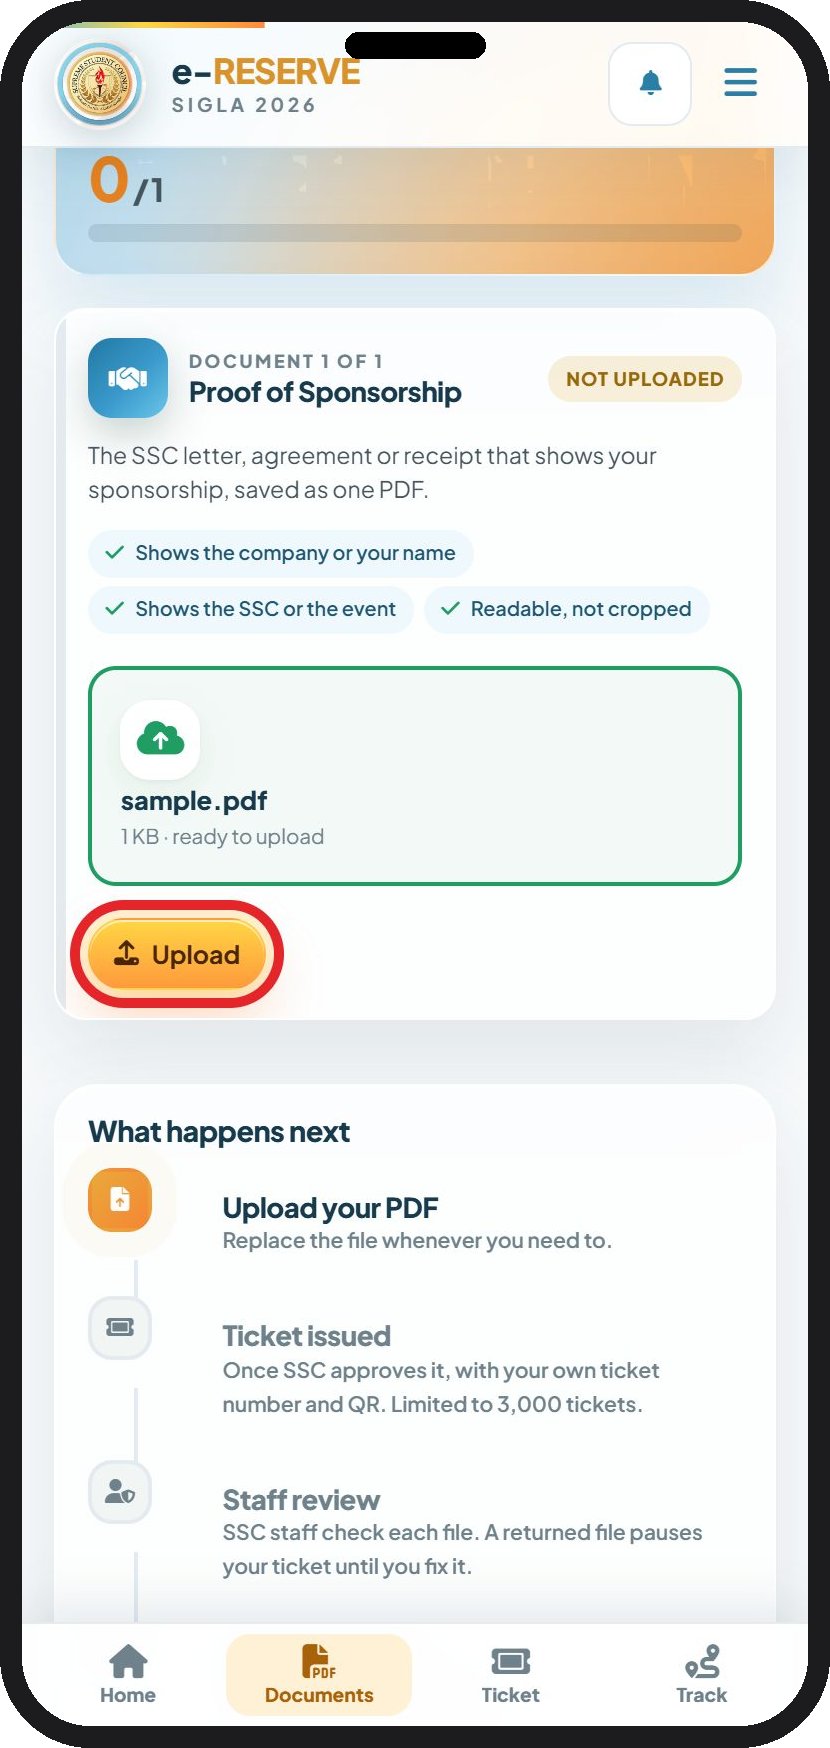 e-RESERVE
SIGLA 2026
0/1
DOCUMENT 1 OF 1
Proof of Sponsorship
NOT UPLOADED
The SSC letter, agreement or receipt that shows your
sponsorship, saved as one PDF.
Shows the company or your name
Shows the SSC or the event
Readable, not cropped
sample.pdf
1 KB · ready to upload
Upload
What happens next
Upload your PDF
Replace the file whenever you need to.
Ticket issued
Once SSC approves it, with your own ticket
number and QR. Limited to 3,000 tickets.
Staff review
SSC staff check each file. A returned file pauses
your ticket until you fix it.
PDF
Home
Documents
Ticket
Track